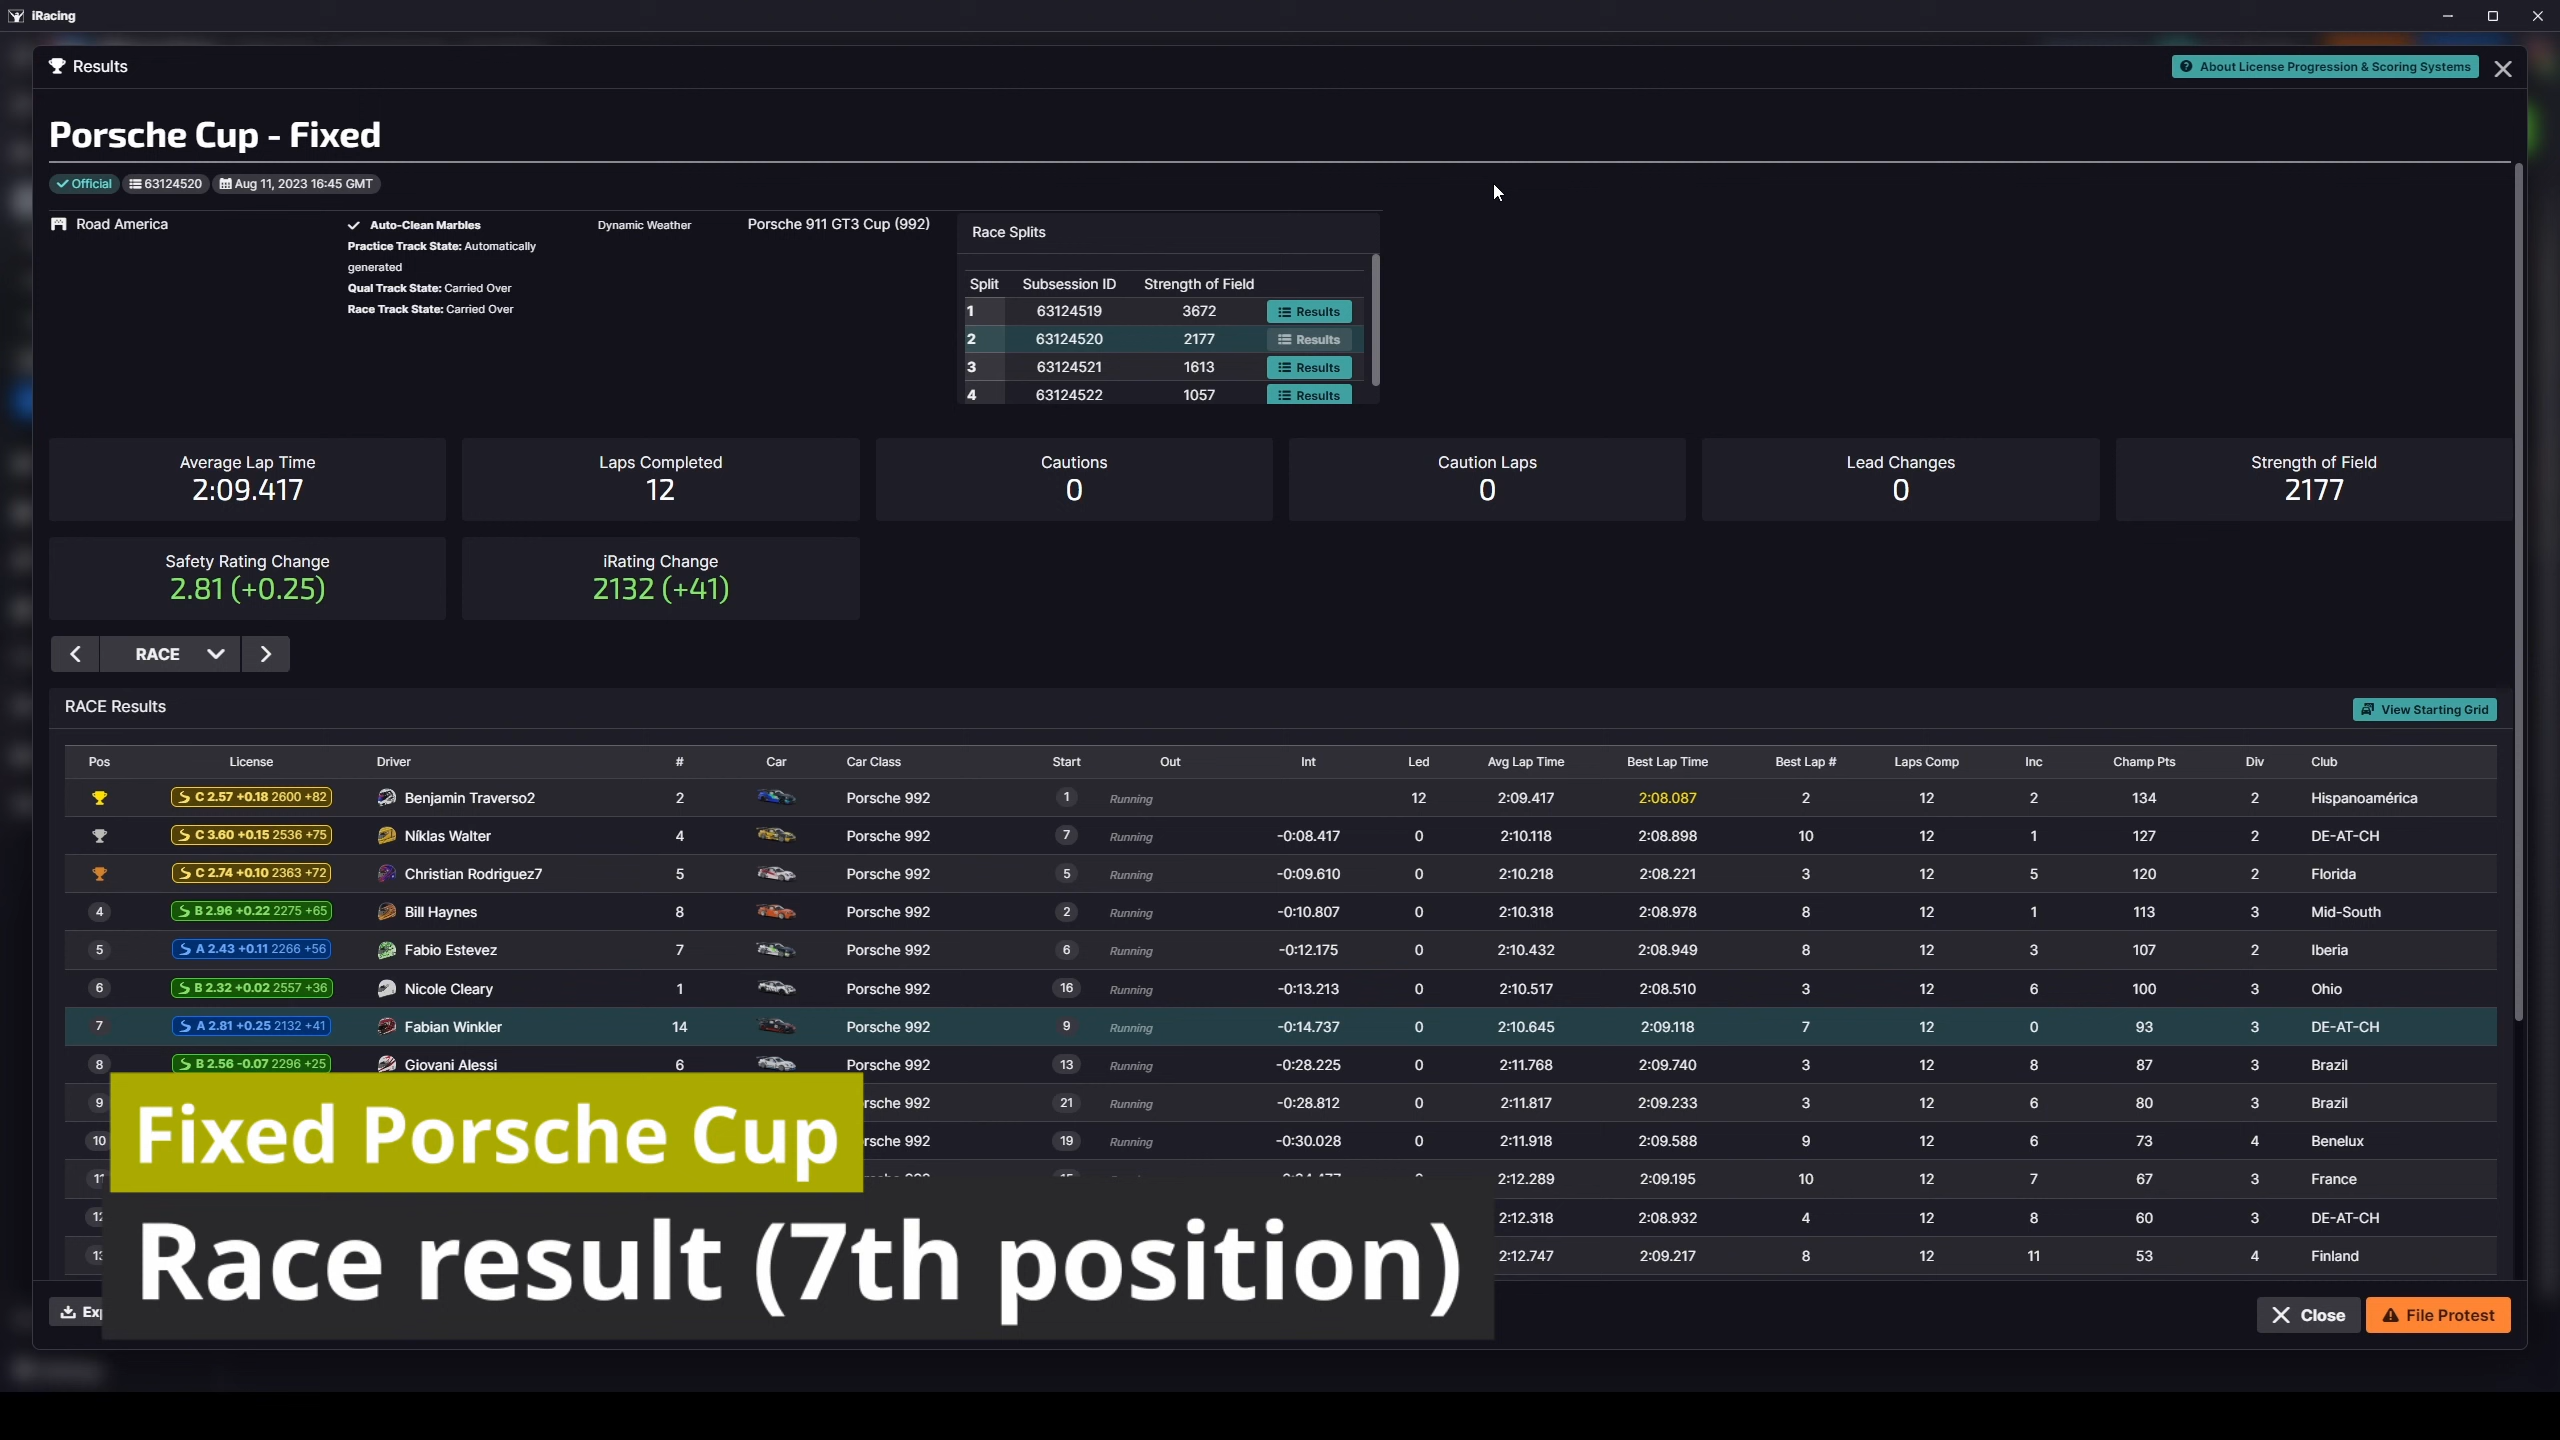 iRacing
Results
About License Progression & Scoring Systems
Porsche Cup - Fixed
Official 63124520 Aug 11, 2023 16:45 GMT
Road America
Auto-Clean Marbles
Practice Track State: Automatically
generated
Qual Track State: Carried Over
Race Track State: Carried Over
Dynamic Weather
Porsche 911 GT3 Cup (992)
Race Splits
Split Subsession ID Strength of Field
1 63124519 3672 Results
2 63124520 2177 Results
3 63124521 1613 Results
4 63124522 1057 Results
Average Lap Time
2:09.417
Laps Completed
12
Cautions
0
Caution Laps
0
Lead Changes
0
Strength of Field
2177
Safety Rating Change
2.81 (+0.25)
iRating Change
2132 (+41)
RACE
RACE Results
View Starting Grid
Pos License Driver # Car Car Class Start Out Int Led Avg Lap Time Best Lap Time Best Lap # Laps Comp Inc Champ Pts Div Club
C 2.57 +0.18 2600 +82 Benjamin Traverso2 2 Porsche 992 1 Running 12 2:09.417 2:08.087 2 12 2 134 2 Hispanoamérica
C 3.60 +0.15 2536 +75 Niklas Walter 4 Porsche 992 7 Running -0:08.417 0 2:10.118 2:08.898 10 12 1 127 2 DE-AT-CH
C 2.74 +0.10 2363 +72 Christian Rodriguez7 5 Porsche 992 5 Running -0:09.610 0 2:10.218 2:08.221 3 12 5 120 2 Florida
4 B 2.96 +0.22 2275 +65 Bill Haynes 8 Porsche 992 2 Running -0:10.807 0 2:10.318 2:08.978 8 12 1 113 3 Mid-South
5 A 2.43 +0.11 2266 +56 Fabio Estevez 7 Porsche 992 6 Running -0:12.175 0 2:10.432 2:08.949 8 12 3 107 2 Iberia
6 B 2.32 +0.02 2557 +36 Nicole Cleary 1 Porsche 992 16 Running -0:13.213 0 2:10.517 2:08.510 3 12 6 100 3 Ohio
7 A 2.81 +0.25 2132 +41 Fabian Winkler 14 Porsche 992 9 Running -0:14.737 0 2:10.645 2:09.118 7 12 0 93 3 DE-AT-CH
8 B 2.56 -0.07 2296 +25 Giovani Alessi 6 Porsche 992 13 Running -0:28.225 0 2:11.768 2:09.740 3 12 8 87 3 Brazil
9 rsche 992 21 Running -0:28.812 0 2:11.817 2:09.233 3 12 6 80 3 Brazil
10 rsche 992 19 Running -0:30.028 0 2:11.918 2:09.588 9 12 6 73 4 Benelux
2:12.289 2:09.195 10 12 7 67 3 France
2:12.318 2:08.932 4 12 8 60 3 DE-AT-CH
2:12.747 2:09.217 8 12 11 53 4 Finland
Fixed Porsche Cup
Race result (7th position)
Close
File Protest